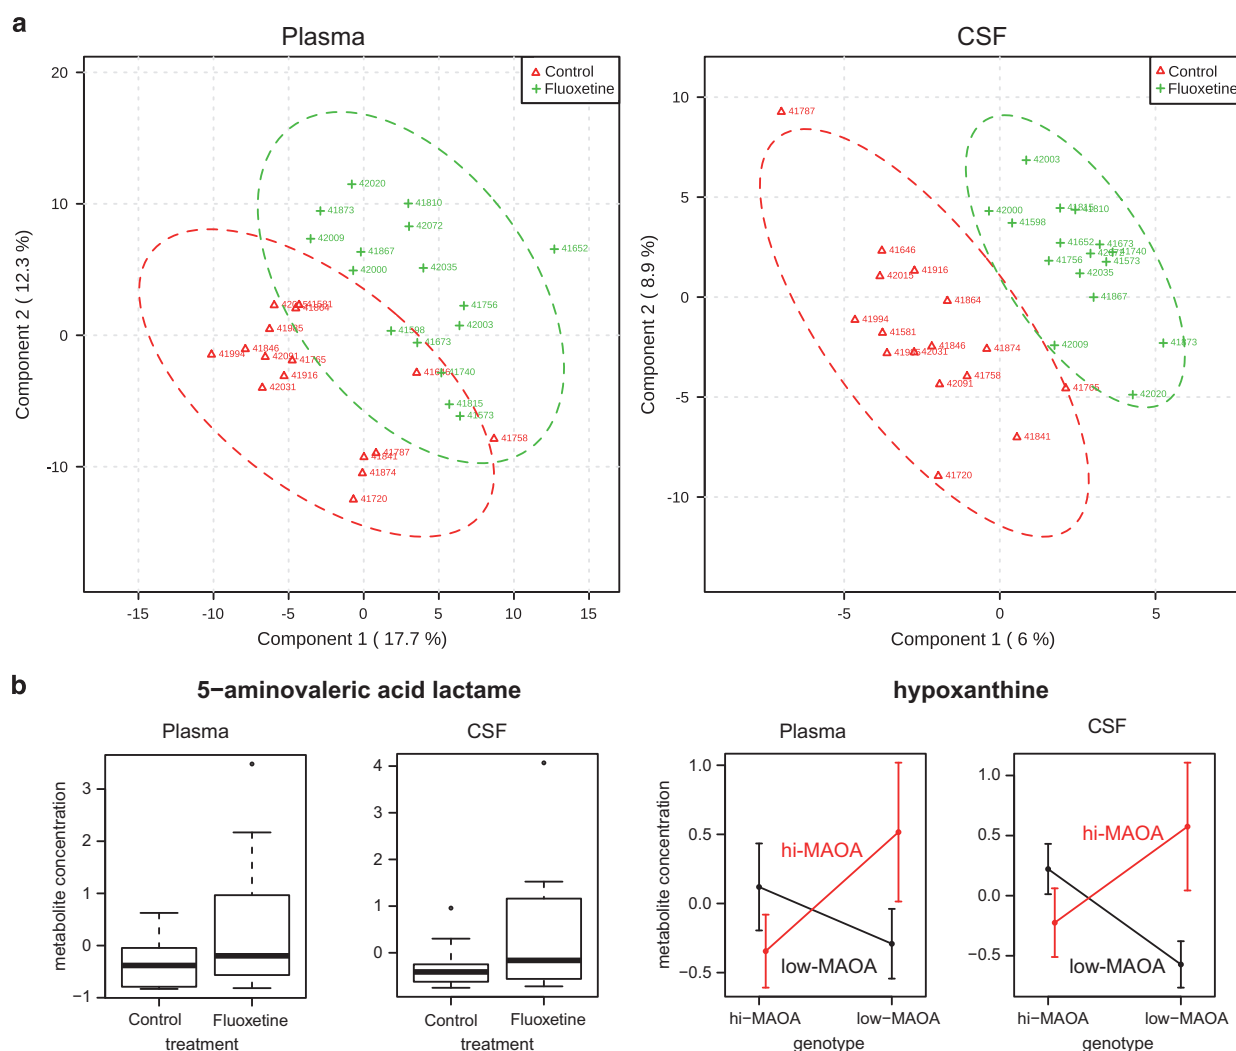 a
Plasma
CSF
Control
Fluoxetine
Component 2 ( 12.3 %)
20
10
0
-10
-15
-10
-5
0
5
10
15
Component 1 ( 17.7 %)
42020
41873
41810
42072
42009
41867
41652
42000
42035
41756
42003
41598
41673
41740
41815
41573
41581
41864
41985
41846
41994
42091
41765
41916
42031
41646
41758
41787
41841
41874
41720
Control
Fluoxetine
Component 2 ( 8.9 %)
10
5
0
-5
-10
-5
0
5
Component 1 ( 6 %)
41787
42003
42000
41815
41810
41598
41652
41673
41740
41756
41573
42035
41867
42009
41873
42020
41646
42015
41916
41864
41994
41581
41846
42031
41874
42091
41758
41765
41841
41720
b
5−aminovaleric acid lactame
hypoxanthine
Plasma
CSF
Plasma
CSF
metabolite concentration
3
2
1
0
−1
Control
Fluoxetine
treatment
4
3
2
1
0
Control
Fluoxetine
treatment
metabolite concentration
1.0
0.5
0.0
−0.5
hi-MAOA
low-MAOA
hi−MAOA
low−MAOA
genotype
1.0
0.5
0.0
−0.5
hi-MAOA
low-MAOA
hi−MAOA
low−MAOA
genotype